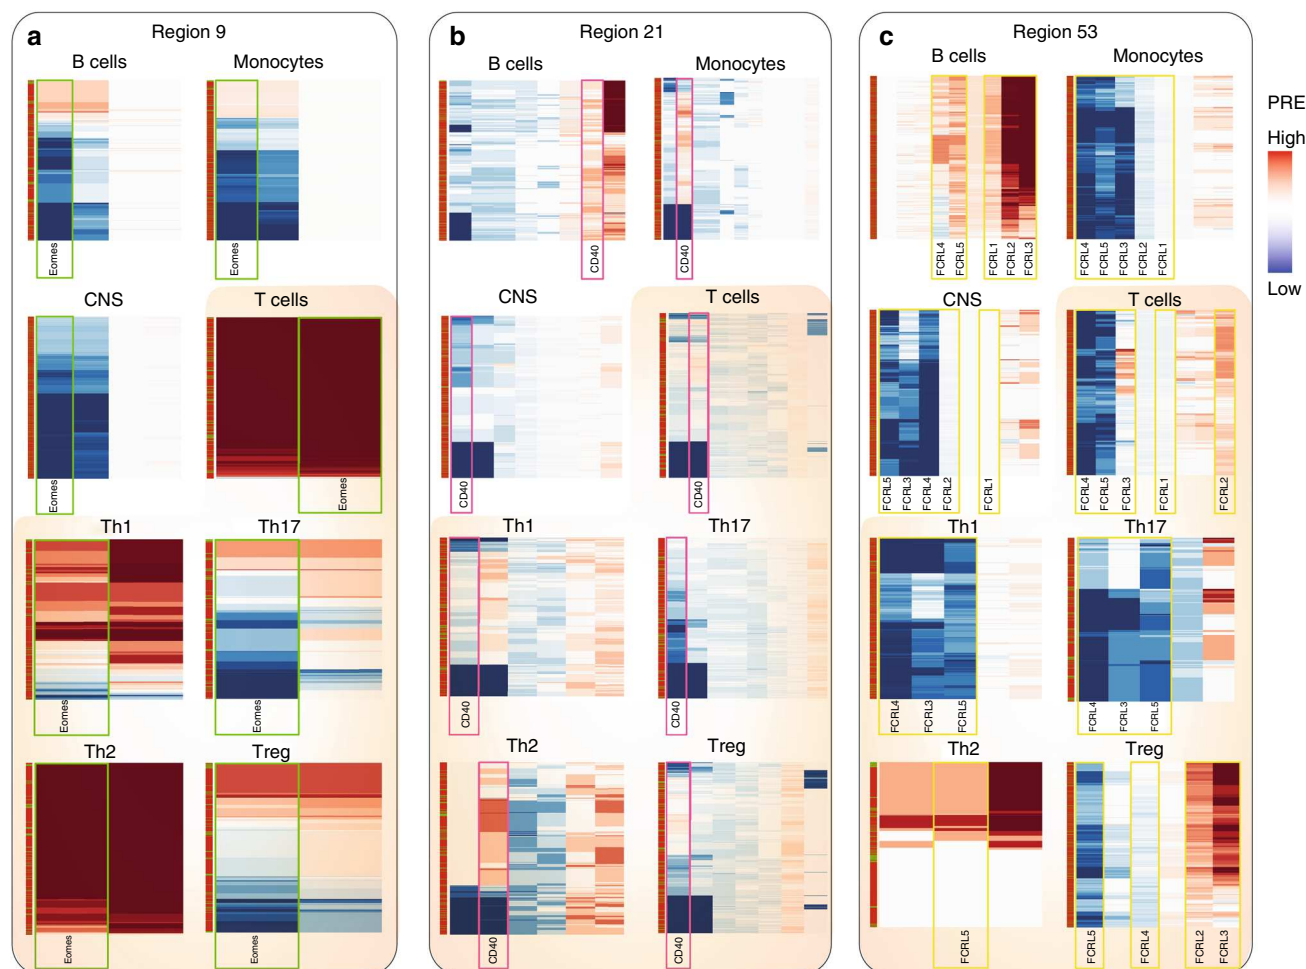 a
Region 9
B cells
Monocytes
Eomes
Eomes
CNS
T cells
Eomes
Eomes
Th1
Th17
Eomes
Eomes
Th2
Treg
Eomes
Eomes
b
Region 21
B cells
Monocytes
CD40
CD40
CNS
T cells
CD40
CD40
Th1
Th17
CD40
CD40
Th2
Treg
CD40
CD40
c
Region 53
B cells
Monocytes
FCRL4
FCRL5
FCRL1
FCRL2
FCRL3
FCRL4
FCRL5
FCRL3
FCRL2
FCRL1
CNS
T cells
FCRL5
FCRL3
FCRL4
FCRL2
FCRL1
FCRL4
FCRL5
FCRL3
FCRL1
FCRL2
Th1
Th17
FCRL4
FCRL3
FCRL5
FCRL4
FCRL3
FCRL5
Th2
Treg
FCRL5
FCRL5
FCRL4
FCRL2
FCRL3
PRE
High
Low